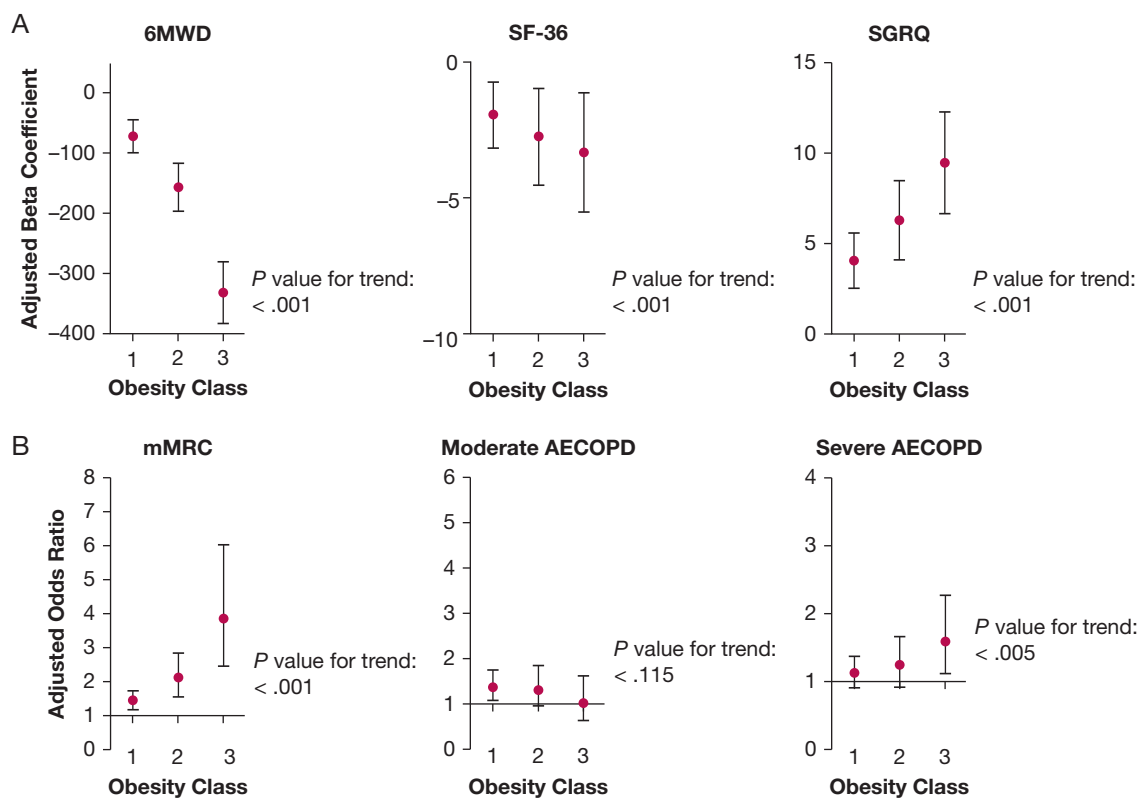 A
6MWD
SF-36
SGRQ
Adjusted Beta Coefficient
0
–100
–200
–300
–400
1 2 3
Obesity Class
P value for trend:
< .001
0
–5
–10
1 2 3
Obesity Class
P value for trend:
< .001
15
10
5
0
1 2 3
Obesity Class
P value for trend:
< .001
B
mMRC
Moderate AECOPD
Severe AECOPD
Adjusted Odds Ratio
8
7
6
5
4
3
2
1
0
1 2 3
Obesity Class
P value for trend:
< .001
6
5
4
3
2
1
0
1 2 3
Obesity Class
P value for trend:
< .115
4
3
2
1
0
1 2 3
Obesity Class
P value for trend:
< .005